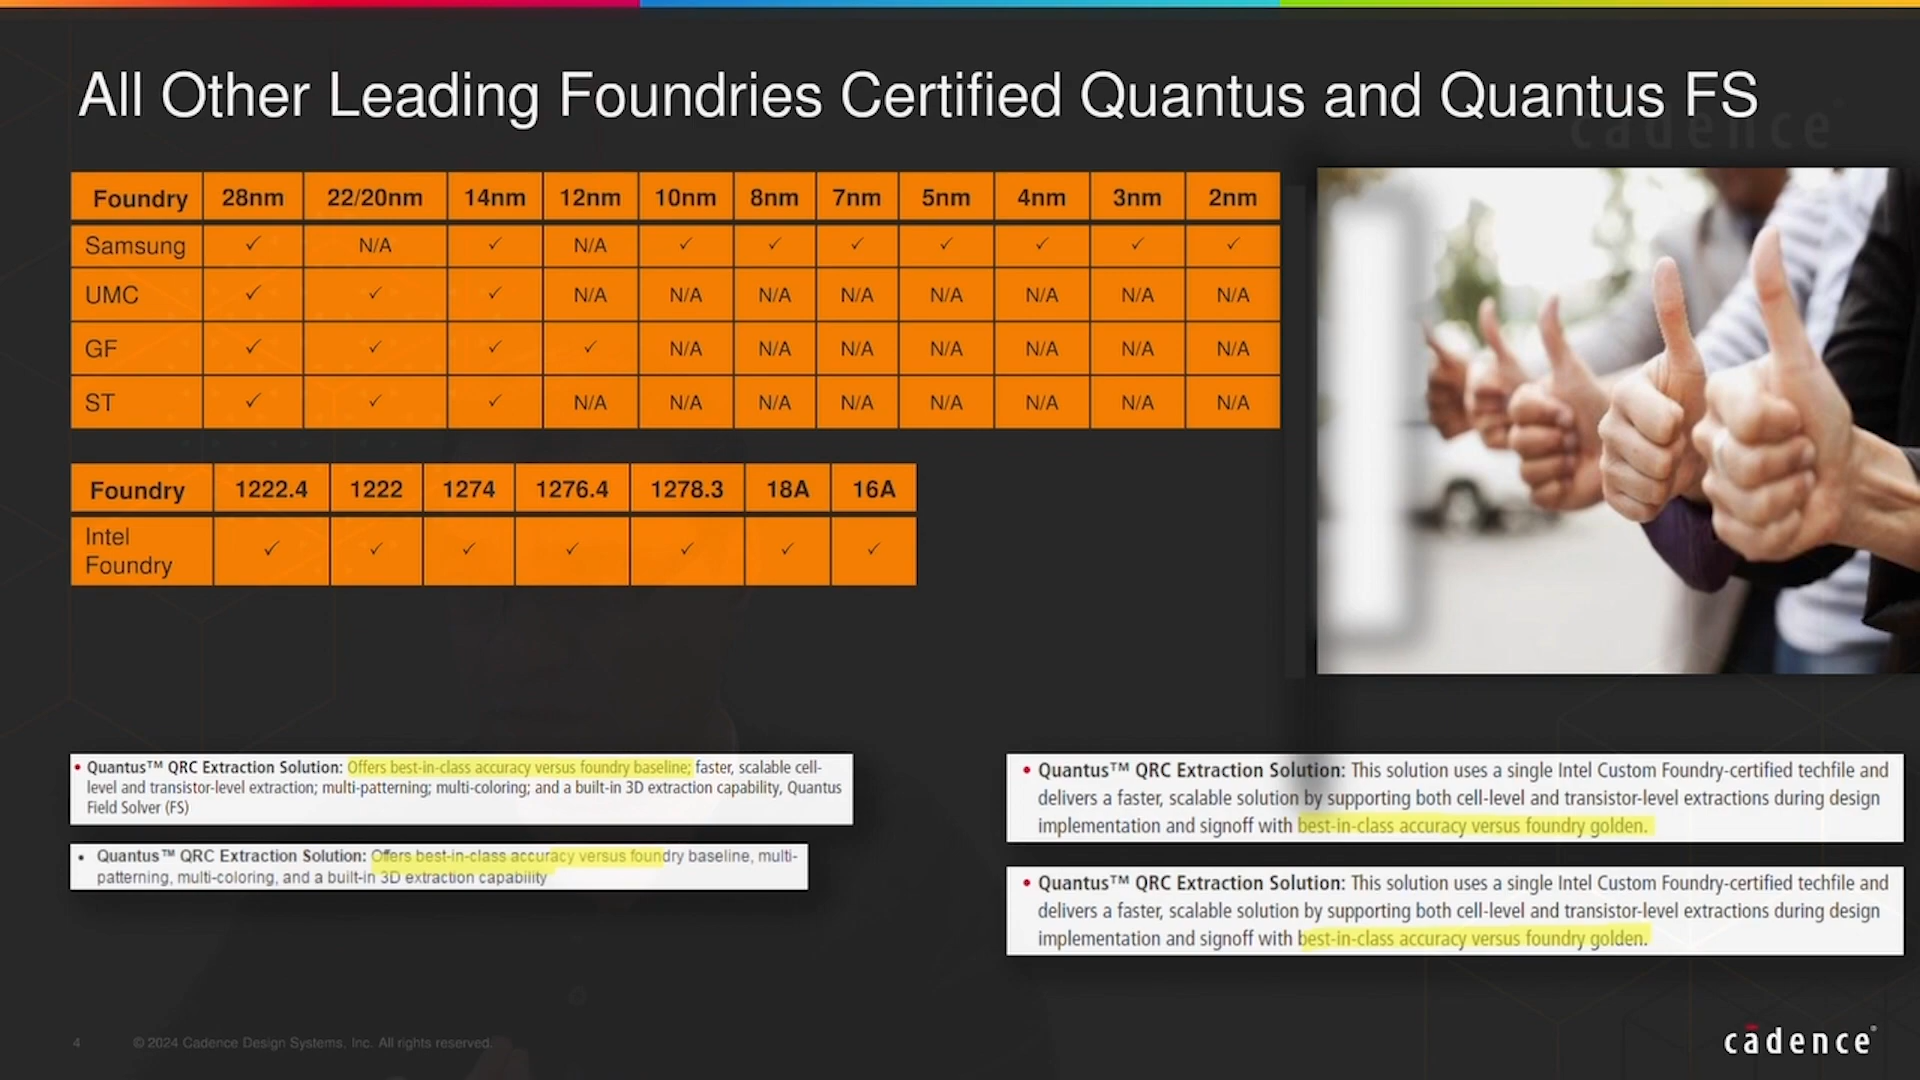 All Other Leading Foundries Certified Quantus and Quantus FS
cadence
Foundry 28nm 22/20nm 14nm 12nm 10nm 8nm 7nm 5nm 4nm 3nm 2nm
Samsung ✓ N/A ✓ N/A ✓ ✓ ✓ ✓ ✓ ✓ ✓
UMC ✓ ✓ ✓ N/A N/A N/A N/A N/A N/A N/A N/A
GF ✓ ✓ ✓ ✓ N/A N/A N/A N/A N/A N/A N/A
ST ✓ ✓ ✓ N/A N/A N/A N/A N/A N/A N/A N/A
Foundry 1222.4 1222 1274 1276.4 1278.3 18A 16A
Intel
Foundry ✓ ✓ ✓ ✓ ✓ ✓ ✓
• Quantus™ QRC Extraction Solution: Offers best-in-class accuracy versus foundry baseline; faster, scalable cell-
level and transistor-level extraction; multi-patterning; multi-coloring; and a built-in 3D extraction capability, Quantus
Field Solver (FS)
• Quantus™ QRC Extraction Solution: Offers best-in-class accuracy versus foundry baseline, multi-
patterning, multi-coloring, and a built-in 3D extraction capability
• Quantus™ QRC Extraction Solution: This solution uses a single Intel Custom Foundry-certified techfile and
delivers a faster, scalable solution by supporting both cell-level and transistor-level extractions during design
implementation and signoff with best-in-class accuracy versus foundry golden.
• Quantus™ QRC Extraction Solution: This solution uses a single Intel Custom Foundry-certified techfile and
delivers a faster, scalable solution by supporting both cell-level and transistor-level extractions during design
implementation and signoff with best-in-class accuracy versus foundry golden.
4 © 2024 Cadence Design Systems, Inc. All rights reserved.
cādence®